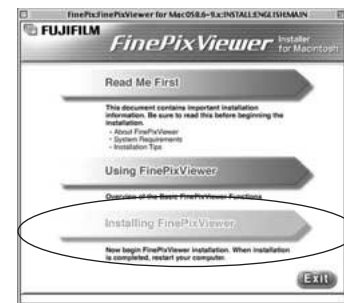 FinePix:FinePixViewer for MacOS8.6~9.x:INSTALL:ENGLISH:MAIN
FUJIFILM
FinePixViewer Installer for Macintosh
Read Me First
This document contains important installation
information. Be sure to read this before beginning the
installation.
- About FinePixViewer
- System Requirements
- Installation Tips
Using FinePixViewer
Overview of the Basic FinePixViewer Functions
Installing FinePixViewer
Now begin FinePixViewer installation. When installation
is completed, restart your computer.
Exit